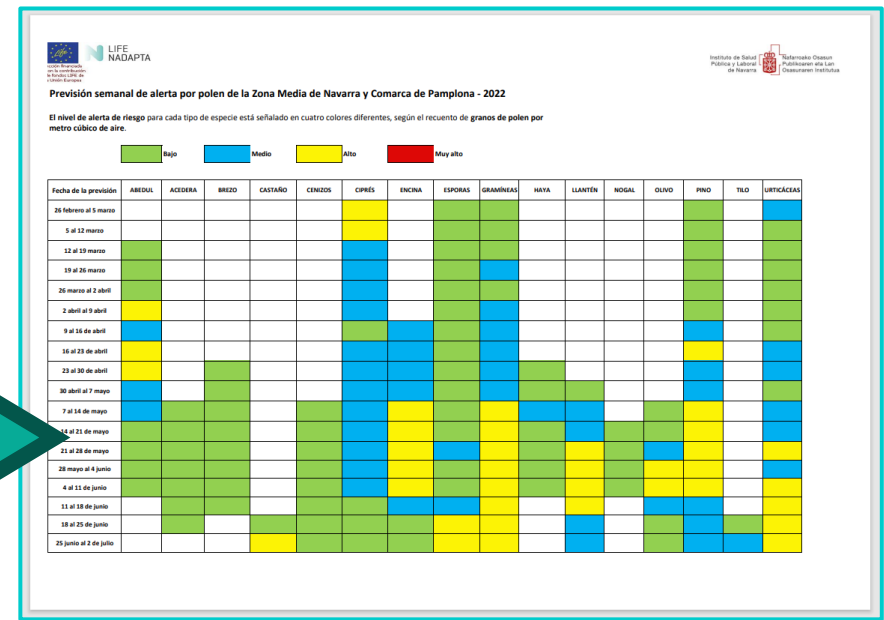 LIFE
NADAPTA
Instituto de Salud
Pública y Laboral
de Navarra
Nafarroako Osasun
Publikoaren eta Lan
Osasunaren Institutua
Previsión semanal de alerta por polen de la Zona Media de Navarra y Comarca de Pamplona - 2022
El nivel de alerta de riesgo para cada tipo de especie está señalado en cuatro colores diferentes, según el recuento de granos de polen por
metro cúbico de aire.
Bajo Medio Alto Muy alto
Fecha de la previsión ABEDUL ACEDERA BREZO CASTAÑO CENIZOS CIPRÉS ENCINA ESPORAS GRAMÍNEAS HAYA LLANTÉN NOGAL OLIVO PINO TILO URTICÁCEAS
26 febrero al 5 marzo
5 al 12 marzo
12 al 19 marzo
19 al 26 marzo
26 marzo al 2 abril
2 abril al 9 abril
9 al 16 de abril
16 al 23 de abril
23 al 30 de abril
30 abril al 7 mayo
7 al 14 de mayo
14 al 21 de mayo
21 al 28 de mayo
28 mayo al 4 junio
4 al 11 de junio
11 al 18 de junio
18 al 25 de junio
25 junio al 2 de julio